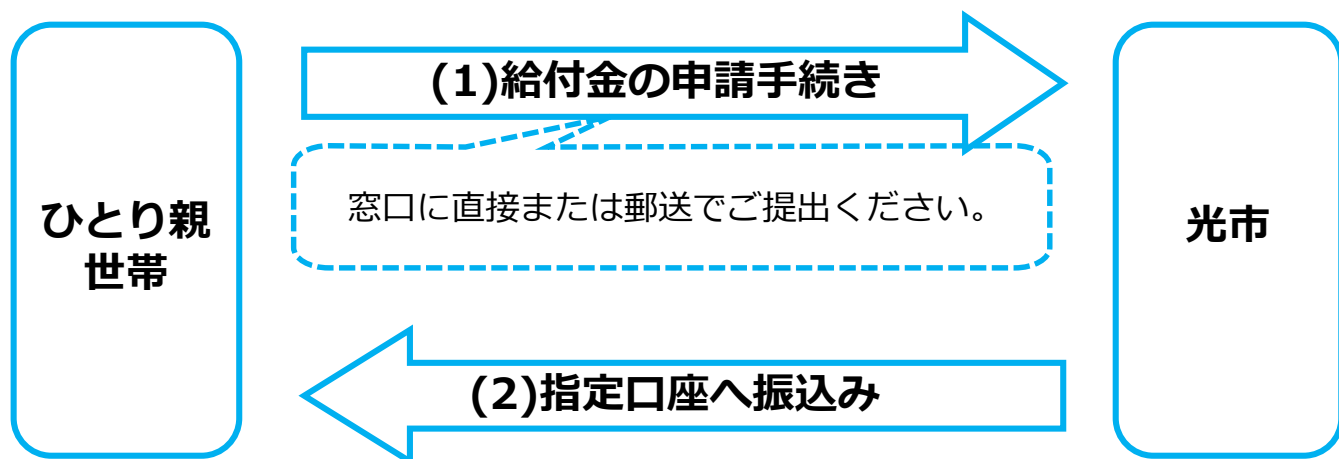 (1)給付金の申請手続き
窓口に直接または郵送でご提出ください。
ひとり親
世帯
光市
(2)指定口座へ振込み